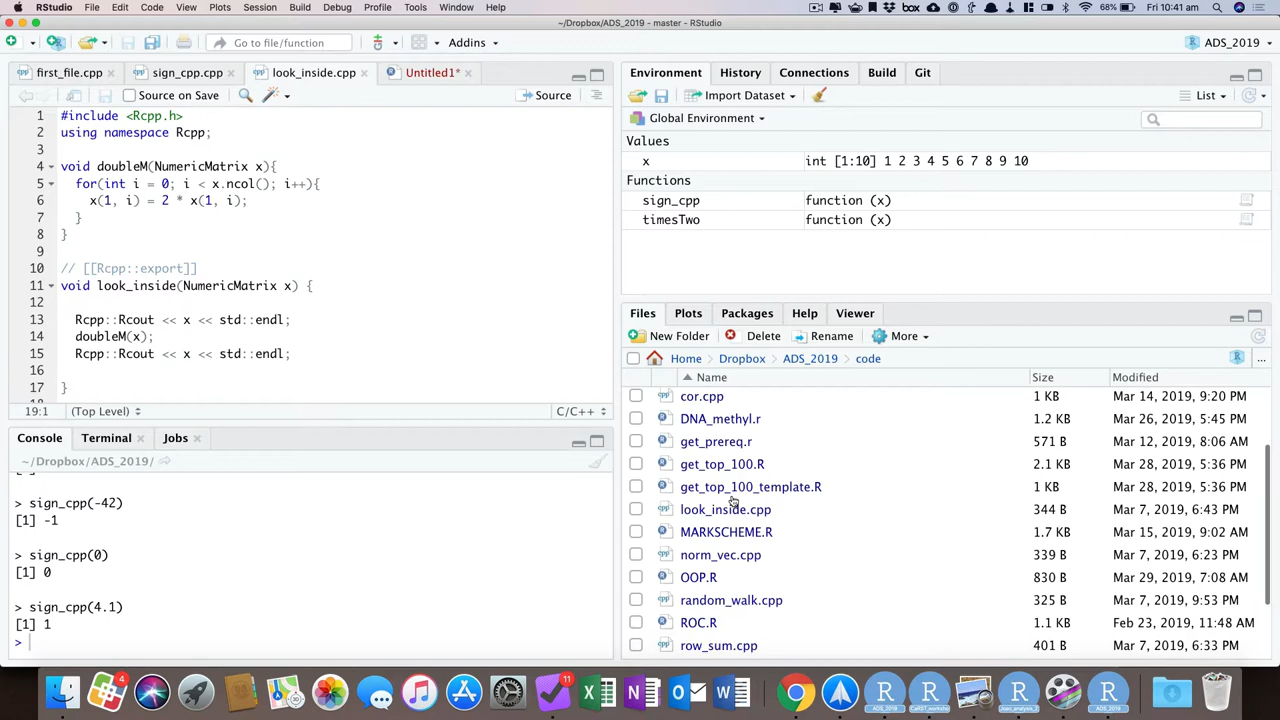 RStudio File Edit Code View Plots Session Build Debug Profile Tools Window Help 68% Fri 10:41 am
~/Dropbox/ADS_2019 - master - RStudio
Go to file/function Addins ADS_2019
first_file.cpp sign_cpp.cpp look_inside.cpp Untitled1*
Source on Save Source
1 #include <Rcpp.h>
2 using namespace Rcpp;
3
4 void doubleM(NumericMatrix x){
5 for(int i = 0; i < x.ncol(); i++){
6 x(1, i) = 2 * x(1, i);
7 }
8 }
9
10 // [[Rcpp::export]]
11 void look_inside(NumericMatrix x) {
12
13 Rcpp::Rcout << x << std::endl;
14 doubleM(x);
15 Rcpp::Rcout << x << std::endl;
16
17 }
19:1 (Top Level) C/C++
Console Terminal Jobs
~/Dropbox/ADS_2019/
> sign_cpp(-42)
[1] -1
> sign_cpp(0)
[1] 0
> sign_cpp(4.1)
[1] 1
>
Environment History Connections Build Git
Import Dataset List
Global Environment
Values
x int [1:10] 1 2 3 4 5 6 7 8 9 10
Functions
sign_cpp function (x)
timesTwo function (x)
Files Plots Packages Help Viewer
New Folder Delete Rename More
Home Dropbox ADS_2019 code
Name Size Modified
cor.cpp 1 KB Mar 14, 2019, 9:20 PM
DNA_methyl.r 1.2 KB Mar 26, 2019, 5:45 PM
get_prereq.r 571 B Mar 12, 2019, 8:06 AM
get_top_100.R 2.1 KB Mar 28, 2019, 5:36 PM
get_top_100_template.R 1 KB Mar 28, 2019, 5:36 PM
look_inside.cpp 344 B Mar 7, 2019, 6:43 PM
MARKSCHEME.R 1.7 KB Mar 15, 2019, 9:02 AM
norm_vec.cpp 339 B Mar 7, 2019, 6:23 PM
OOP.R 830 B Mar 29, 2019, 7:08 AM
random_walk.cpp 325 B Mar 7, 2019, 9:53 PM
ROC.R 1.1 KB Feb 23, 2019, 11:48 AM
row_sum.cpp 401 B Mar 7, 2019, 6:33 PM
4 11
R R R R
ADS_2019 ADS_2019